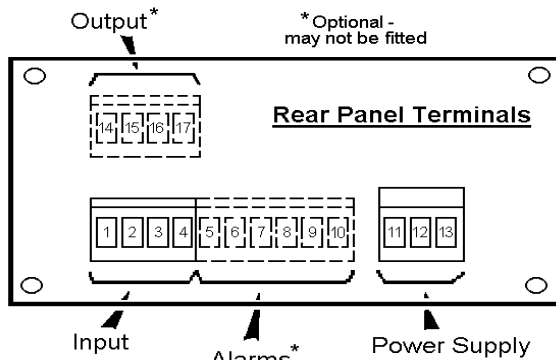 Output*
*Optional -
may not be fitted
Rear Panel Terminals
14 15 16 17
1 2 3 4 5 6 7 8 9 10
11 12 13
Input
Alarms*
Power Supply